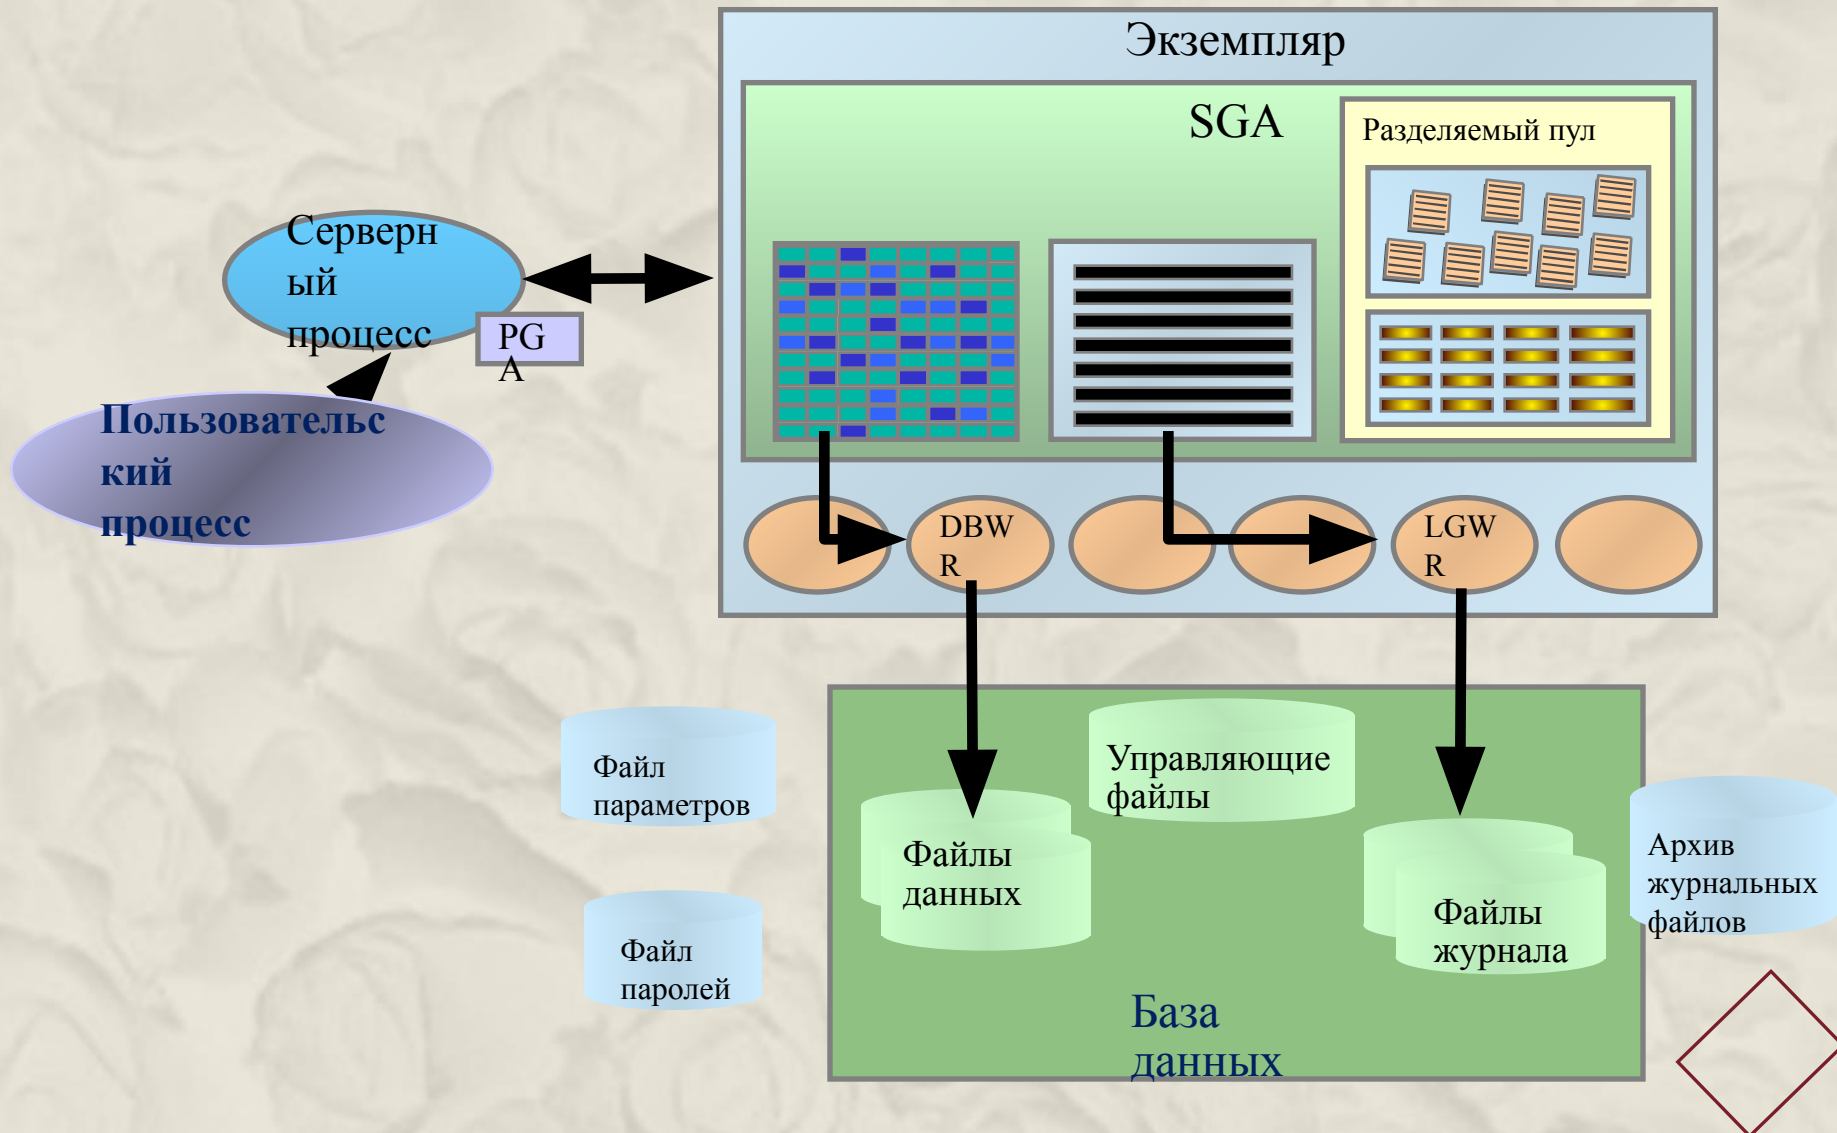 Экземпляр
SGA
Разделяемый пул
Серверн
ый
процесс
PG
A
Пользовательс
кий
процесс
DBW
R
LGW
R
Файл
параметров
Управляющие
файлы
Файлы
данных
Файлы
журнала
Архив
журнальных
файлов
Файл
паролей
База
данных